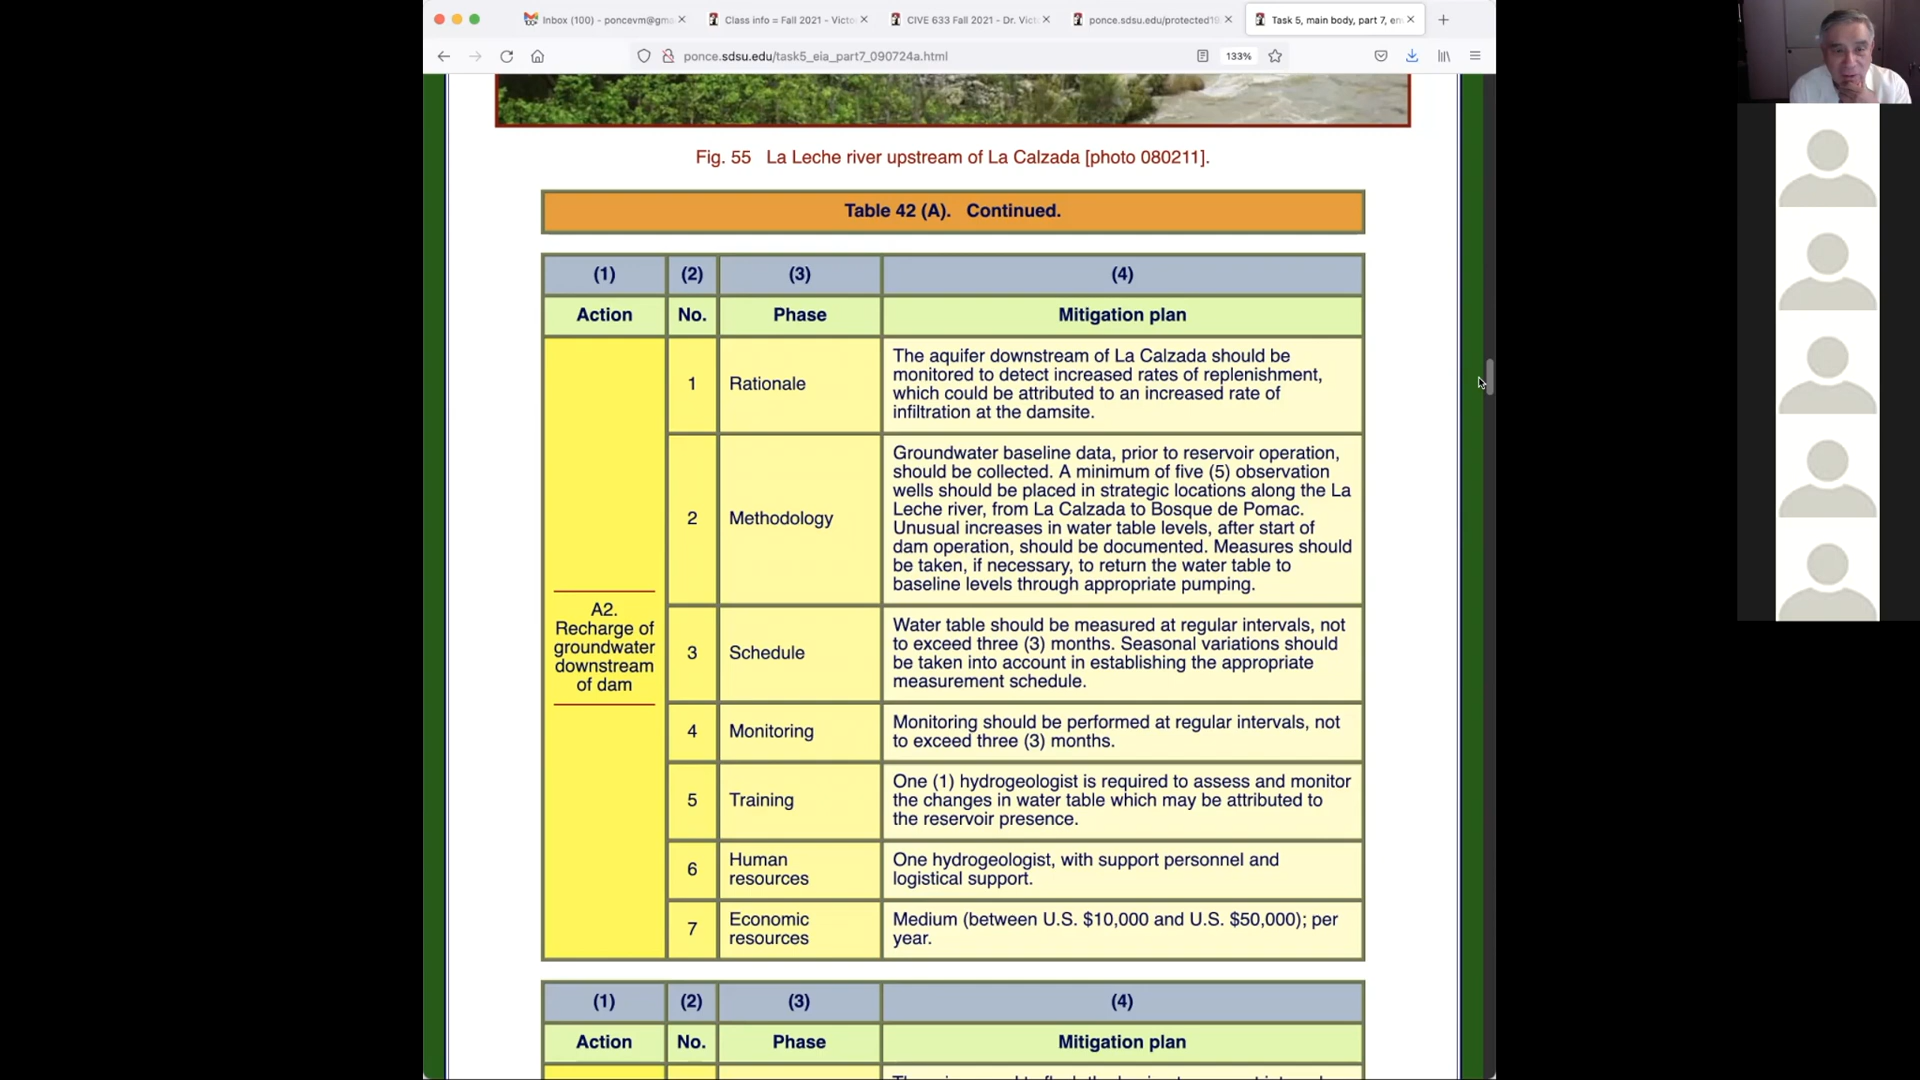 Inbox (100) - poncevm@gm
Class info = Fall 2021 - Victo
CIVE 633 Fall 2021 - Dr. Vict
ponce.sdsu.edu/protected1
Task 5, main body, part 7, en
ponce.sdsu.edu/task5_eia_part7_090724a.html
133%
Fig. 55 La Leche river upstream of La Calzada [photo 080211].
Table 42 (A). Continued.
(1) (2) (3) (4)
Action No. Phase Mitigation plan
A2.
Recharge of
groundwater
downstream
of dam
1 Rationale
The aquifer downstream of La Calzada should be
monitored to detect increased rates of replenishment,
which could be attributed to an increased rate of
infiltration at the damsite.
2 Methodology
Groundwater baseline data, prior to reservoir operation,
should be collected. A minimum of five (5) observation
wells should be placed in strategic locations along the La
Leche river, from La Calzada to Bosque de Pomac.
Unusual increases in water table levels, after start of
dam operation, should be documented. Measures should
be taken, if necessary, to return the water table to
baseline levels through appropriate pumping.
3 Schedule
Water table should be measured at regular intervals, not
to exceed three (3) months. Seasonal variations should
be taken into account in establishing the appropriate
measurement schedule.
4 Monitoring
Monitoring should be performed at regular intervals, not
to exceed three (3) months.
5 Training
One (1) hydrogeologist is required to assess and monitor
the changes in water table which may be attributed to
the reservoir presence.
6 Human
resources
One hydrogeologist, with support personnel and
logistical support.
7 Economic
resources
Medium (between U.S. $10,000 and U.S. $50,000); per
year.
(1) (2) (3) (4)
Action No. Phase Mitigation plan